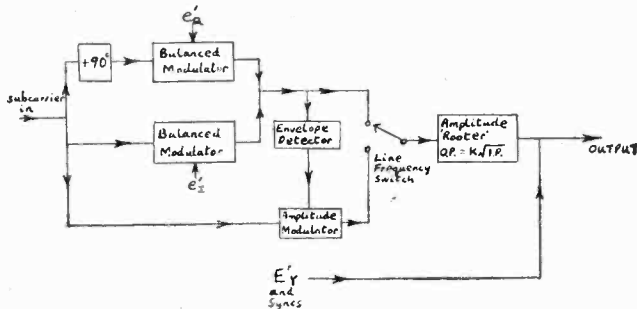 e'Q
+90°
Balanced
Modulator
subcarrier
in
Balanced
Modulator
e'I
Envelope
Detector
Line
Frequency
Switch
Amplitude
'Rooter'
O.P. = K√I.P.
OUTPUT
Amplitude
Modulator
E'Y
and
Syncs